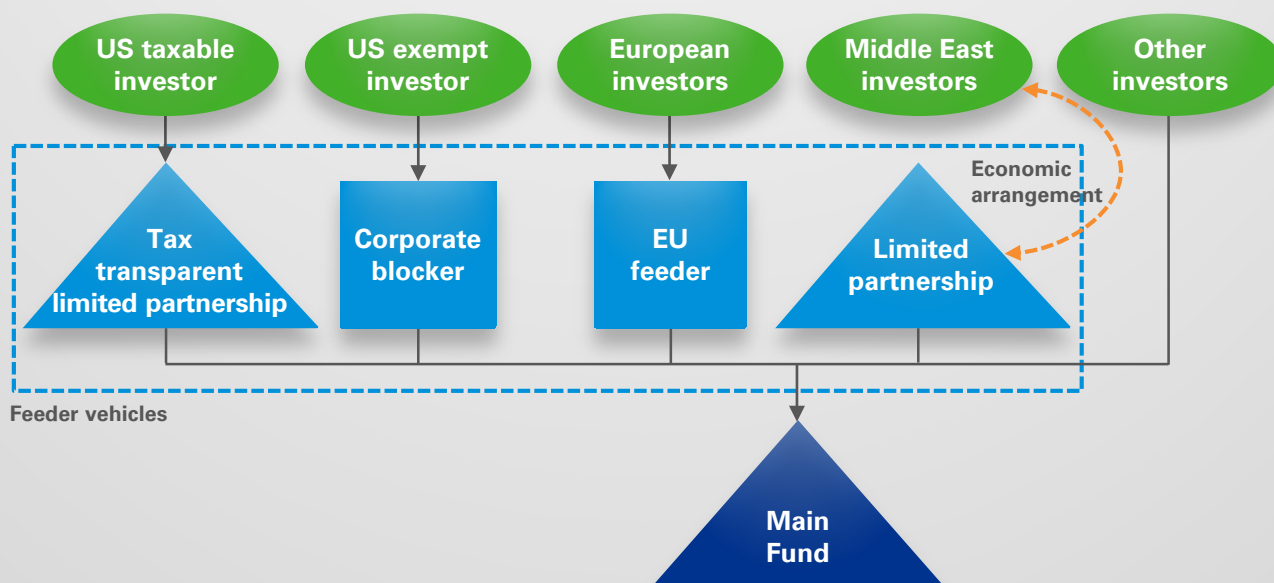 US taxable
investor
US exempt
investor
European
investors
Middle East
investors
Other
investors
Economic
arrangement
Tax
transparent
limited partnership
Corporate
blocker
EU
feeder
Limited
partnership
Feeder vehicles
Main
Fund